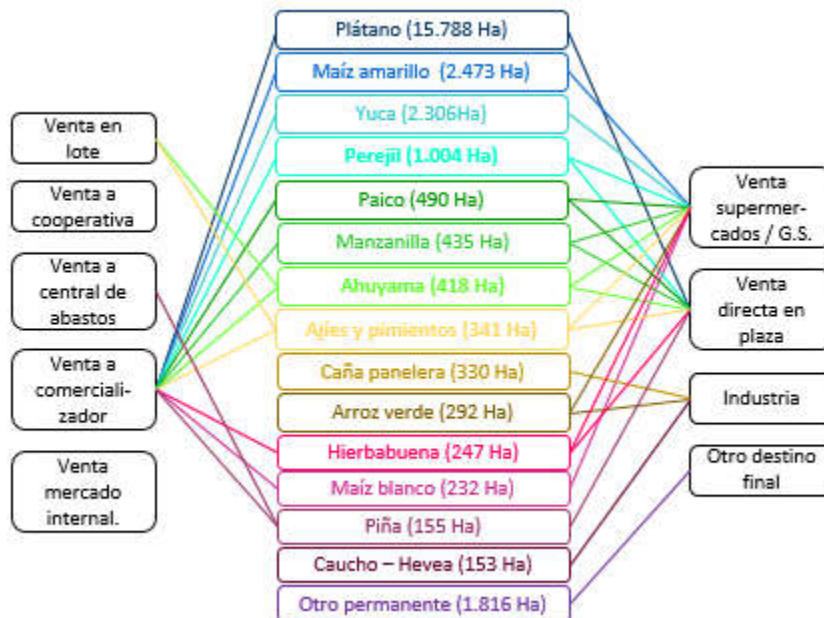 Venta en
lote
Venta a
cooperativa
Venta a
central de
abastos
Venta a
comerciali-
zador
Venta
mercado
internal.
Plátano (15.788 Ha)
Maíz amarillo (2.473 Ha)
Yuca (2.306Ha)
Perejil (1.004 Ha)
Paico (490 Ha)
Manzanilla (435 Ha)
Ahuyama (418 Ha)
Ajíes y pimientos (341 Ha)
Caña panelera (330 Ha)
Arroz verde (292 Ha)
Hierbabuena (247 Ha)
Maíz blanco (232 Ha)
Piña (155 Ha)
Caucho – Hevea (153 Ha)
Otro permanente (1.816 Ha)
Venta
supermer-
cados / G.S.
Venta
directa en
plaza
Industria
Otro destino
final